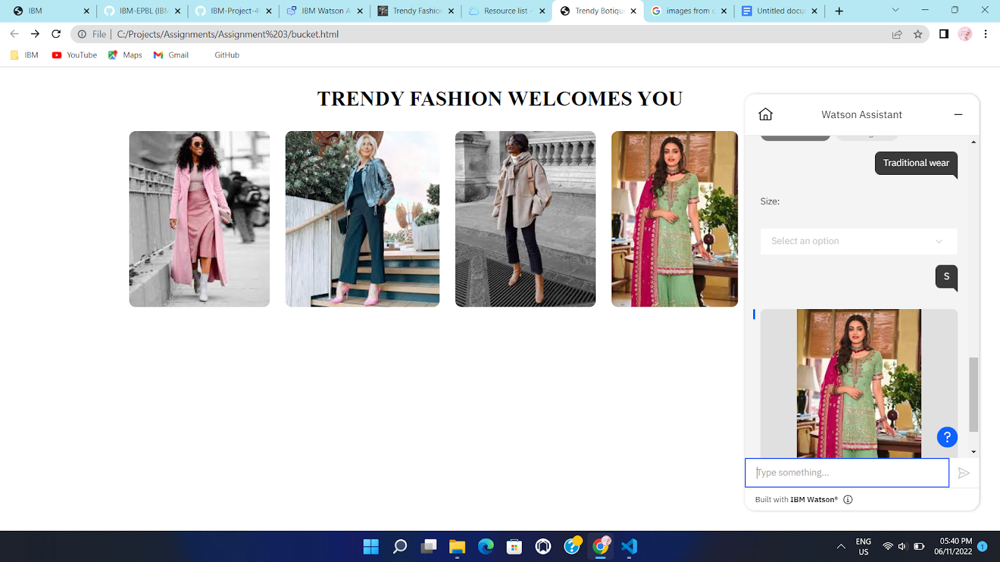 IBM
IBM-EPBL (IBM
IBM-Project-4
IBM Watson A
Trendy Fashion
Resource list -
Trendy Botiqu
images from
Untitled docu
File | C:/Projects/Assignments/Assignment%203/bucket.html
IBM
YouTube
Maps
Gmail
GitHub
TRENDY FASHION WELCOMES YOU
Watson Assistant
Traditional wear
Size:
Select an option
S
?
Type something...
Built with IBM Watson®
ENG
US
05:40 PM
06/11/2022
1